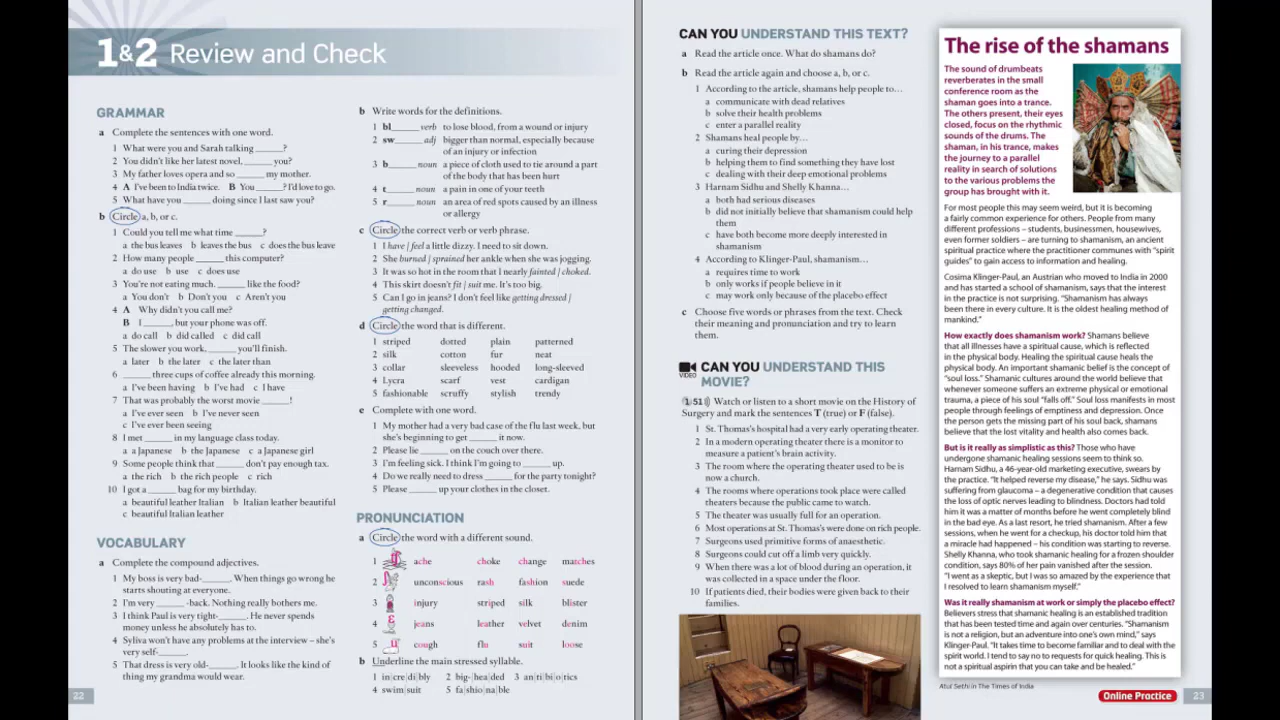 1&2 Review and Check
GRAMMAR
a Complete the sentences with one word.
1 What were you and Sarah talking ______?
2 You didn't like her latest novel, ______ you?
3 My father loves opera and so ______ my mother.
4 A I've been to India twice. B You ______? I'd love to go.
5 What have you ______ doing since I last saw you?
b Circle a, b, or c.
1 Could you tell me what time ______?
a the bus leaves b leaves the bus c does the bus leave
2 How many people ______ this computer?
a do use b use c does use
3 You're not eating much. ______ like the food?
a You don't b Don't you c Aren't you
4 A Why didn't you call me?
B I ______, but your phone was off.
a do call b did called c did call
5 The slower you work, ______ you'll finish.
a later b the later c the later than
6 ______ three cups of coffee already this morning.
a I've been having b I've had c I have
7 That was probably the worst movie ______!
a I've ever seen b I've never seen
c I've ever been seeing
8 I met ______ in my language class today.
a a Japanese b the Japanese c a Japanese girl
9 Some people think that ______ don't pay enough tax.
a the rich b the rich people c rich
10 I got a ______ bag for my birthday.
a beautiful leather Italian b Italian leather beautiful
c beautiful Italian leather
VOCABULARY
a Complete the compound adjectives.
1 My boss is very bad-______. When things go wrong he
starts shouting at everyone.
2 I'm very ______-back. Nothing really bothers me.
3 I think Paul is very tight-______. He never spends
money unless he absolutely has to.
4 Syliva won't have any problems at the interview – she's
very self-______.
5 That dress is very old-______. It looks like the kind of
thing my grandma would wear.
22
b Write words for the definitions.
1 bl______ verb to lose blood, from a wound or injury
2 sw______ adj bigger than normal, especially because
of an injury or infection
3 b______ noun a piece of cloth used to tie around a part
of the body that has been hurt
4 t______ noun a pain in one of your teeth
5 r______ noun an area of red spots caused by an illness
or allergy
c Circle the correct verb or verb phrase.
1 I have / feel a little dizzy. I need to sit down.
2 She burned / sprained her ankle when she was jogging.
3 It was so hot in the room that I nearly fainted / choked.
4 This skirt doesn't fit / suit me. It's too big.
5 Can I go in jeans? I don't feel like getting dressed /
getting changed.
d Circle the word that is different.
1 striped dotted plain patterned
2 silk cotton fur neat
3 collar sleeveless hooded long-sleeved
4 Lycra scarf vest cardigan
5 fashionable scruffy stylish trendy
e Complete with one word.
1 My mother had a very bad case of the flu last week, but
she's beginning to get ______ it now.
2 Please lie ______ on the couch over there.
3 I'm feeling sick. I think I'm going to ______ up.
4 Do we really need to dress ______ for the party tonight?
5 Please ______ up your clothes in the closet.
PRONUNCIATION
a Circle the word with a different sound.
1 ache choke change matches
2 unconscious rash fashion suede
3 injury striped silk blister
4 jeans leather velvet denim
5 cough flu suit loose
b Underline the main stressed syllable.
1 in|cre|di|bly 2 big-|hea|ded 3 an|ti|bi|o|tics
4 swim|suit 5 fa|shio|na|ble
CAN YOU UNDERSTAND THIS TEXT?
a Read the article once. What do shamans do?
b Read the article again and choose a, b, or c.
1 According to the article, shamans help people to…
a communicate with dead relatives
b solve their health problems
c enter a parallel reality
2 Shamans heal people by…
a curing their depression
b helping them to find something they have lost
c dealing with their deep emotional problems
3 Harnam Sidhu and Shelly Khanna…
a both had serious diseases
b did not initially believe that shamanism could help
them
c have both become more deeply interested in
shamanism
4 According to Klinger-Paul, shamanism…
a requires time to work
b only works if people believe in it
c may work only because of the placebo effect
c Choose five words or phrases from the text. Check
their meaning and pronunciation and try to learn
them.
VIDEO CAN YOU UNDERSTAND THIS
MOVIE?
1 51 Watch or listen to a short movie on the History of
Surgery and mark the sentences T (true) or F (false).
1 St. Thomas's hospital had a very early operating theater.
2 In a modern operating theater there is a monitor to
measure a patient's brain activity.
3 The room where the operating theater used to be is
now a church.
4 The rooms where operations took place were called
theaters because the public came to watch.
5 The theater was usually full for an operation.
6 Most operations at St. Thomas's were done on rich people.
7 Surgeons used primitive forms of anaesthetic.
8 Surgeons could cut off a limb very quickly.
9 When there was a lot of blood during an operation, it
was collected in a space under the floor.
10 If patients died, their bodies were given back to their
families.
The rise of the shamans
The sound of drumbeats
reverberates in the small
conference room as the
shaman goes into a trance.
The others present, their eyes
closed, focus on the rhythmic
sounds of the drums. The
shaman, in his trance, makes
the journey to a parallel
reality in search of solutions
to the various problems the
group has brought with it.
For most people this may seem weird, but it is becoming
a fairly common experience for others. People from many
different professions – students, businessmen, housewives,
even former soldiers – are turning to shamanism, an ancient
spiritual practice where the practitioner communes with "spirit
guides" to gain access to information and healing.
Cosima Klinger-Paul, an Austrian who moved to India in 2000
and has started a school of shamanism, says that the interest
in the practice is not surprising. "Shamanism has always
been there in every culture. It is the oldest healing method of
mankind."
How exactly does shamanism work? Shamans believe
that all illnesses have a spiritual cause, which is reflected
in the physical body. Healing the spiritual cause heals the
physical body. An important shamanic belief is the concept of
"soul loss." Shamanic cultures around the world believe that
whenever someone suffers an extreme physical or emotional
trauma, a piece of his soul "falls off." Soul loss manifests in most
people through feelings of emptiness and depression. Once
the person gets the missing part of his soul back, shamans
believe that the lost vitality and health also comes back.
But is it really as simplistic as this? Those who have
undergone shamanic healing sessions seem to think so.
Harnam Sidhu, a 46-year-old marketing executive, swears by
the practice. "It helped reverse my disease," he says. Sidhu was
suffering from glaucoma – a degenerative condition that causes
the loss of optic nerves leading to blindness. Doctors had told
him it was a matter of months before he went completely blind
in the bad eye. As a last resort, he tried shamanism. After a few
sessions, when he went for a checkup, his doctor told him that
a miracle had happened – his condition was starting to reverse.
Shelly Khanna, who took shamanic healing for a frozen shoulder
condition, says 80% of her pain vanished after the session.
"I went as a skeptic, but I was so amazed by the experience that
I resolved to learn shamanism myself."
Was it really shamanism at work or simply the placebo effect?
Believers stress that shamanic healing is an established tradition
that has been tested time and again over centuries. "Shamanism
is not a religion, but an adventure into one's own mind," says
Klinger-Paul. "It takes time to become familiar and to deal with the
spirit world. I tend to say no to requests for quick healing. This is
not a spiritual aspirin that you can take and be healed."
Atul Sethi in The Times of India
Online Practice
23